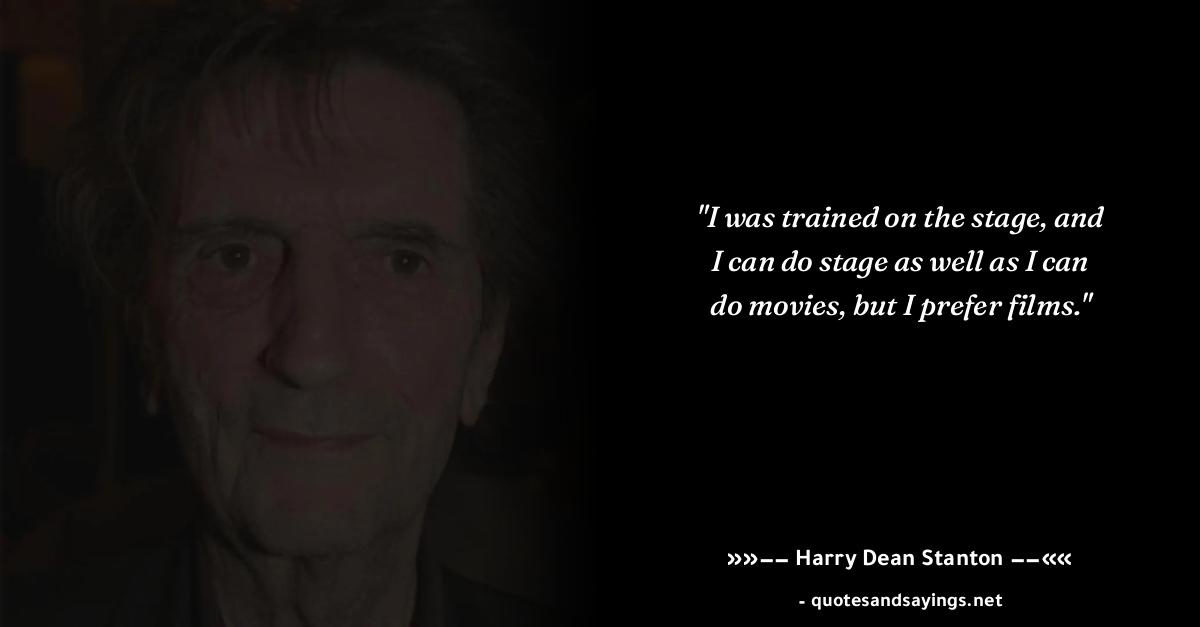 "I was trained on the stage, and
I can do stage as well as I can
do movies, but I prefer films."
»»−− Harry Dean Stanton −−««
- quotesandsayings.net